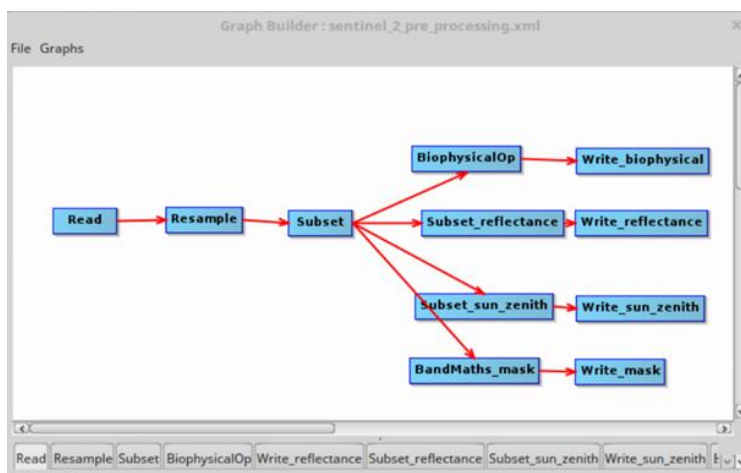 Graph Builder : sentinel_2_pre_processing.xml
File Graphs
BiophysicalOp Write_biophysical
Read Resample Subset Subset_reflectance Write_reflectance
Subset_sun_zenith Write_sun_zenith
BandMaths_mask Write_mask
Read Resample Subset BiophysicalOp Write_reflectance Subset_reflectance Subset_sun_zenith Write_sun_zenith